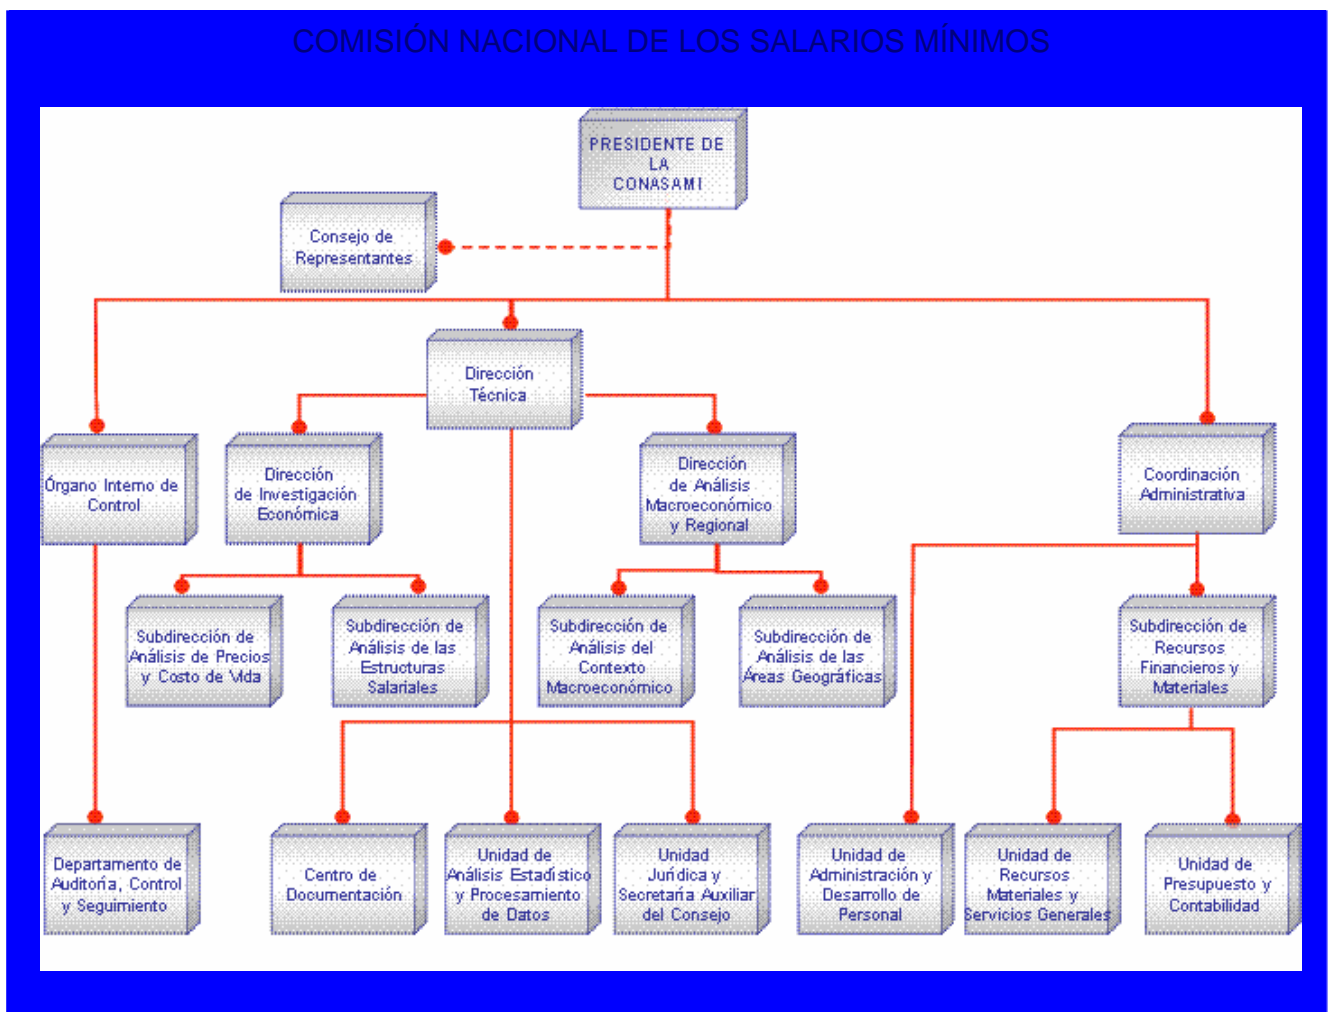 COMISIÓN NACIONAL DE LOS SALARIOS MÍNIMOS
PRESIDENTE DE
LA
CONASAMI
Consejo de
Representantes
Dirección
Técnica
Órgano Interno de
Control
Dirección
de Investigación
Económica
Dirección
de Análisis
Macroeconómico
y Regional
Coordinación
Administrativa
Subdirección de
Análisis de Precios
y Costo de Vida
Subdirección de
Análisis de las
Estructuras
Salariales
Subdirección de
Análisis del
Contexto
Macroeconómico
Subdirección de
Análisis de las
Áreas Geográficas
Subdirección de
Recursos
Financieros y
Materiales
Departamento de
Auditoría, Control
y Seguimiento
Centro de
Documentación
Unidad de
Análisis Estadístico
y Procesamiento
de Datos
Unidad
Jurídica y
Secretaría Auxiliar
del Consejo
Unidad de
Administración y
Desarrollo de
Personal
Unidad de
Recursos
Materiales y
Servicios Generales
Unidad de
Presupuesto y
Contabilidad